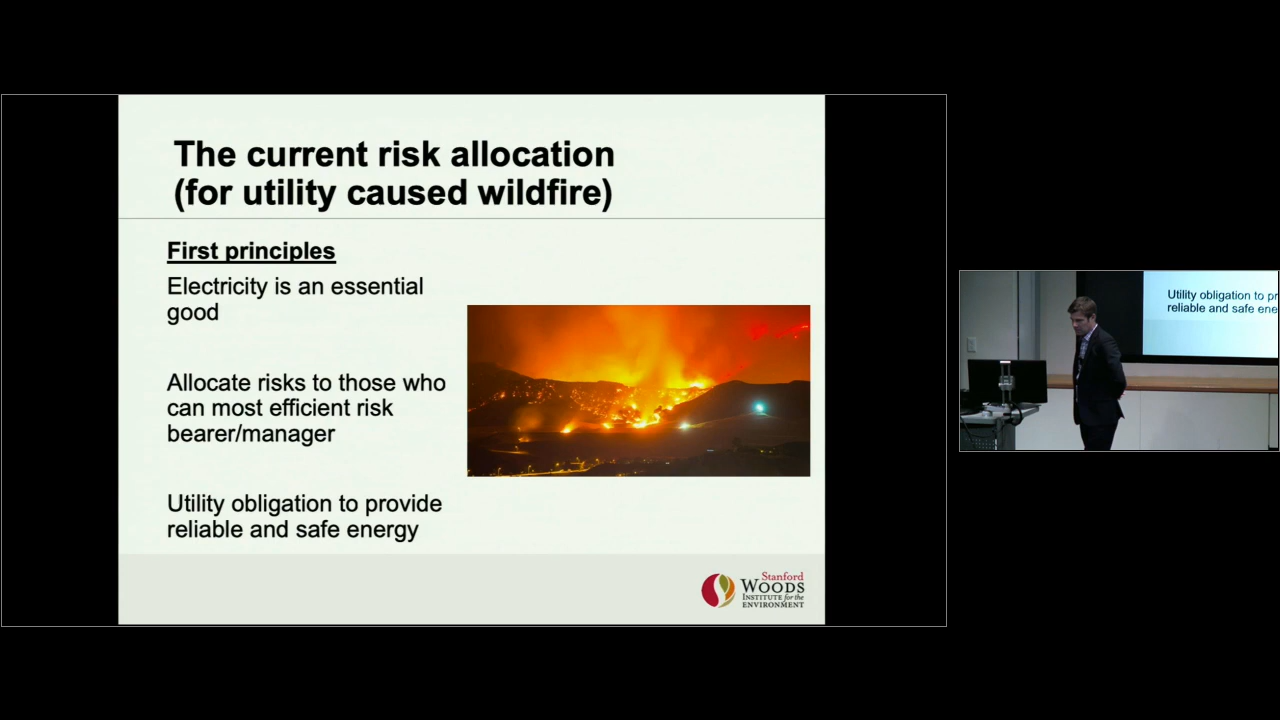 The current risk allocation
(for utility caused wildfire)
First principles
Electricity is an essential
good
Allocate risks to those who
can most efficient risk
bearer/manager
Utility obligation to provide
reliable and safe energy
Stanford
WOODS
INSTITUTE for the
ENVIRONMENT
Utility obligation to pr
reliable and safe ene